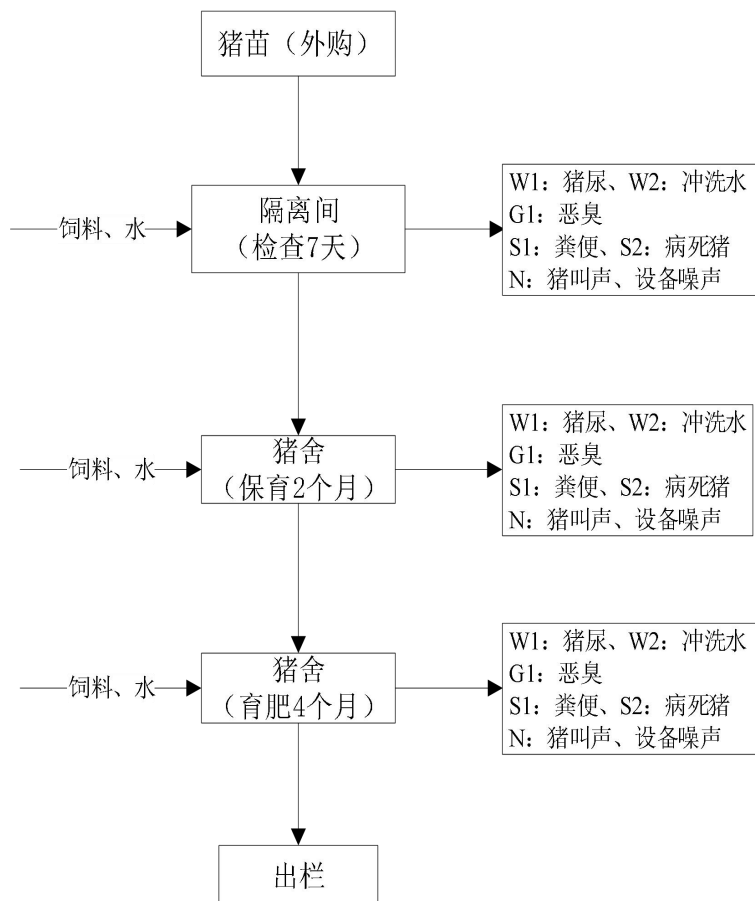 猪苗（外购）
饲料、水
隔离间
（检查7天）
W1：猪尿、W2：冲洗水
G1：恶臭
S1：粪便、S2：病死猪
N：猪叫声、设备噪声
饲料、水
猪舍
（保育2个月）
W1：猪尿、W2：冲洗水
G1：恶臭
S1：粪便、S2：病死猪
N：猪叫声、设备噪声
饲料、水
猪舍
（育肥4个月）
W1：猪尿、W2：冲洗水
G1：恶臭
S1：粪便、S2：病死猪
N：猪叫声、设备噪声
出栏